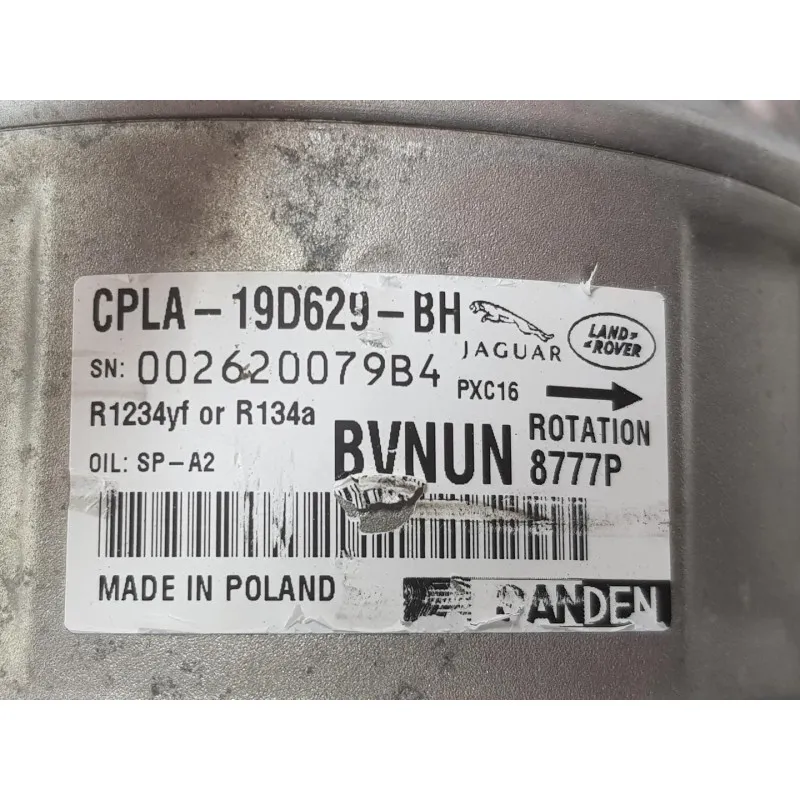 CPLA-19D629-BH
JAGUAR
LAND
ROVER
SN: 002620079B4
PXC16
R1234yf or R134a
BVNUN
ROTATION
OIL: SP-A2
8777P
MADE IN POLAND